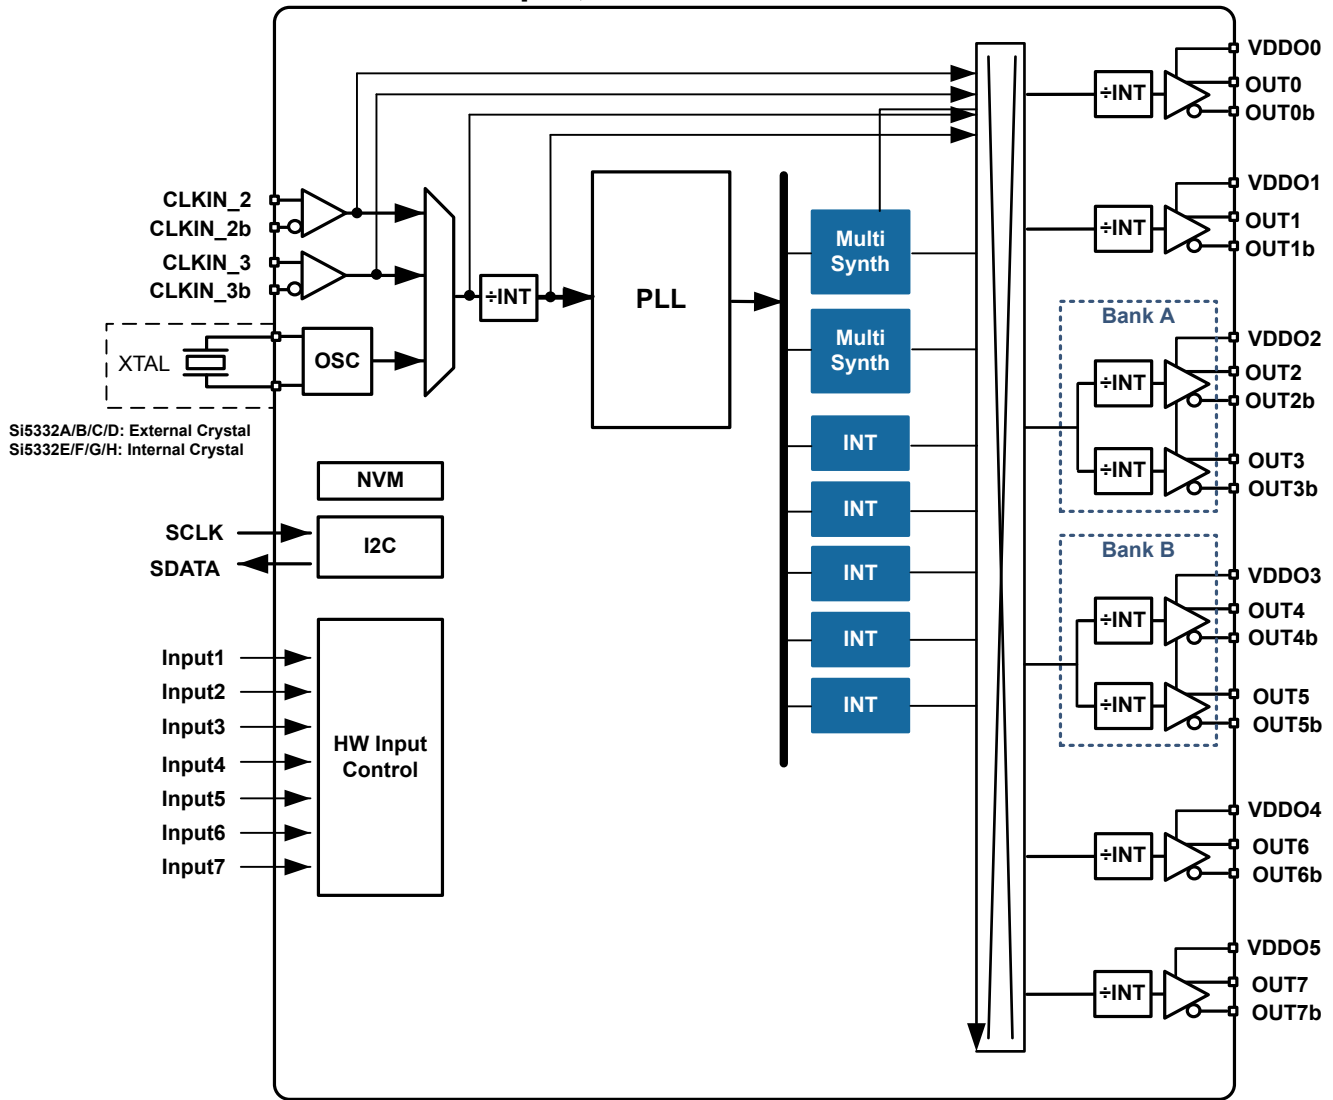 VDDO0
OUT0
÷INT
OUT0b
CLKIN_2
CLKIN_2b
CLKIN_3
CLKIN_3b
XTAL
OSC
÷INT
PLL
Si5332A/B/C/D: External Crystal
Si5332E/F/G/H: Internal Crystal
NVM
SCLK
SDATA
I2C
Input1
Input2
Input3
Input4
Input5
Input6
Input7
HW Input
Control
Multi
Synth
Multi
Synth
INT
INT
INT
INT
INT
VDDO1
OUT1
÷INT
OUT1b
Bank A
VDDO2
OUT2
÷INT
OUT2b
OUT3
÷INT
OUT3b
Bank B
VDDO3
OUT4
÷INT
OUT4b
OUT5
÷INT
OUT5b
VDDO4
OUT6
÷INT
OUT6b
VDDO5
OUT7
÷INT
OUT7b